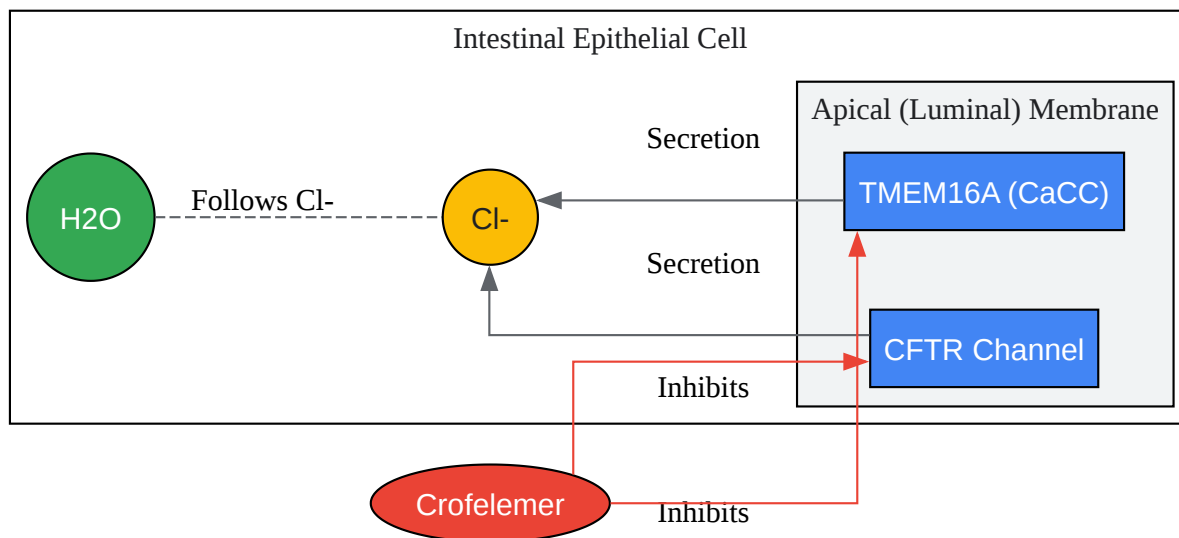 Intestinal Epithelial Cell
Apical (Luminal) Membrane
Secretion
TMEM16A (CaCC)
Follows Cl-
H2O
Cl-
Secretion
CFTR Channel
Inhibits
Crofelemer
Inhibits